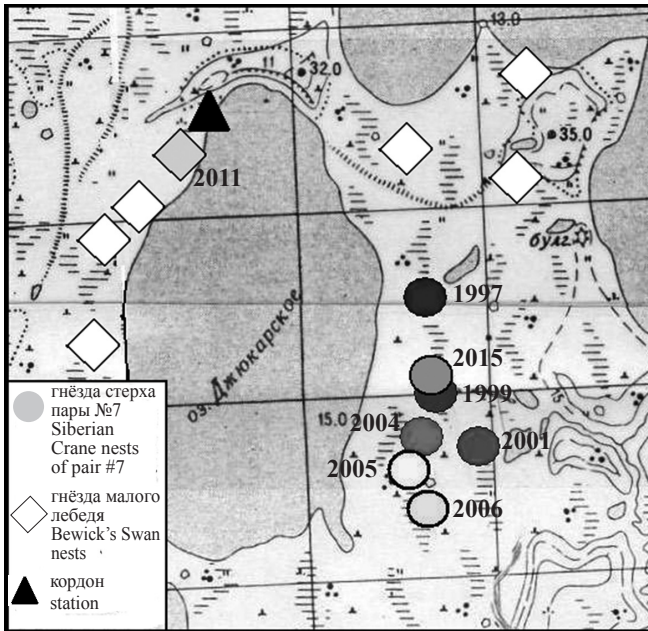 13.0
11
32.0
35.0
2011
булг.
1997
оз. Джюкарское
2015
1999
15.0
2004
2001
2005
2006
гнёзда стерха
пары №7
Siberian
Crane nests
of pair #7
гнёзда малого
лебедя
Bewick's Swan
nests
кордон
station